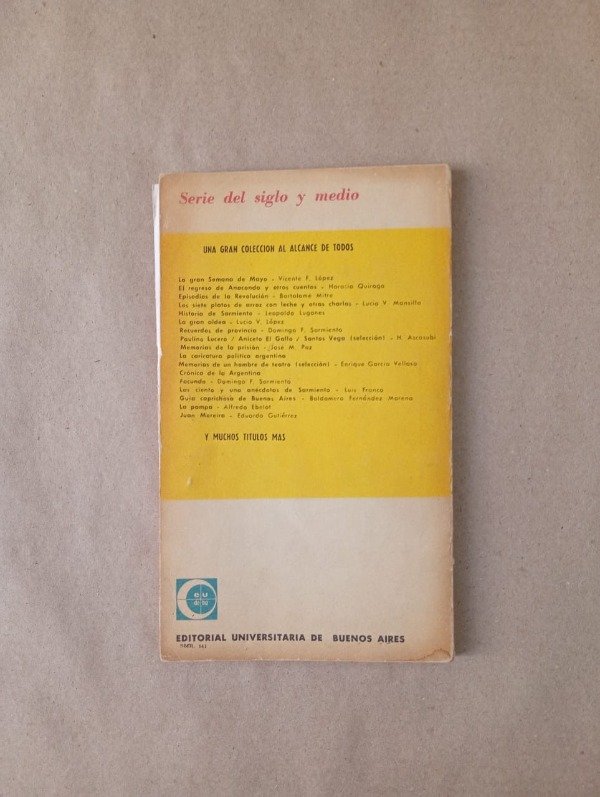 Serie del siglo y medio
UNA GRAN COLECCION AL ALCANCE DE TODOS
La gran Semana de Mayo - Vicente F. López
El regreso de Anaconda y otros cuentos - Horacio Quiroga
Episodios de la Revolución - Bartolomé Mitre
Los siete platos de arroz con leche y otras charlas - Lucio V. Mansilla
Historia de Sarmiento - Leopoldo Lugones
La gran aldea - Lucio V. López
Recuerdos de provincia - Domingo F. Sarmiento
Paulino Lucero / Aniceto El Gallo / Santos Vega (selección) - H. Ascasubi
Memorias de la prisión - José M. Paz
La caricatura política argentina
Memorias de un hombre de teatro (selección) - Enrique García Velloso
Crónica de la Argentina
Facundo - Domingo F. Sarmiento
Las ciento y una anécdotas de Sarmiento - Luis Franco
Guía caprichosa de Buenos Aires - Baldomero Fernández Moreno
La pampa - Alfredo Ebelot
Juan Moreira - Eduardo Gutiérrez
Y MUCHOS TITULOS MAS
eu
de ba
EDITORIAL UNIVERSITARIA DE BUENOS AIRES